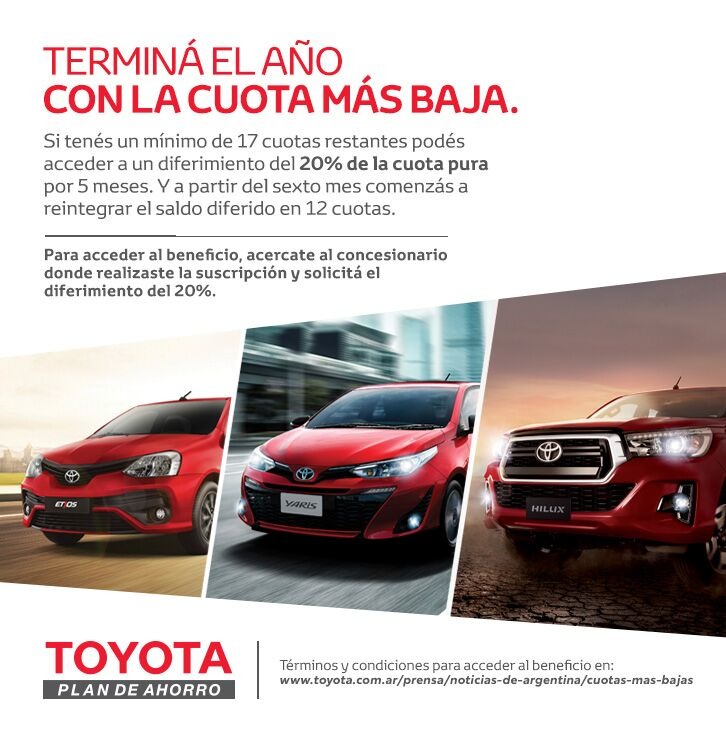 TERMINÁ EL AÑO
CON LA CUOTA MÁS BAJA.
Si tenés un mínimo de 17 cuotas restantes podés
acceder a un diferimiento del 20% de la cuota pura
por 5 meses. Y a partir del sexto mes comenzás a
reintegrar el saldo diferido en 12 cuotas.
Para acceder al beneficio, acercate al concesionario
donde realizaste la suscripción y solicitá el
diferimiento del 20%.
ETIOS
YARIS
HILUX
TOYOTA
PLAN DE AHORRO
Términos y condiciones para acceder al beneficio en:
www.toyota.com.ar/prensa/noticias-de-argentina/cuotas-mas-bajas